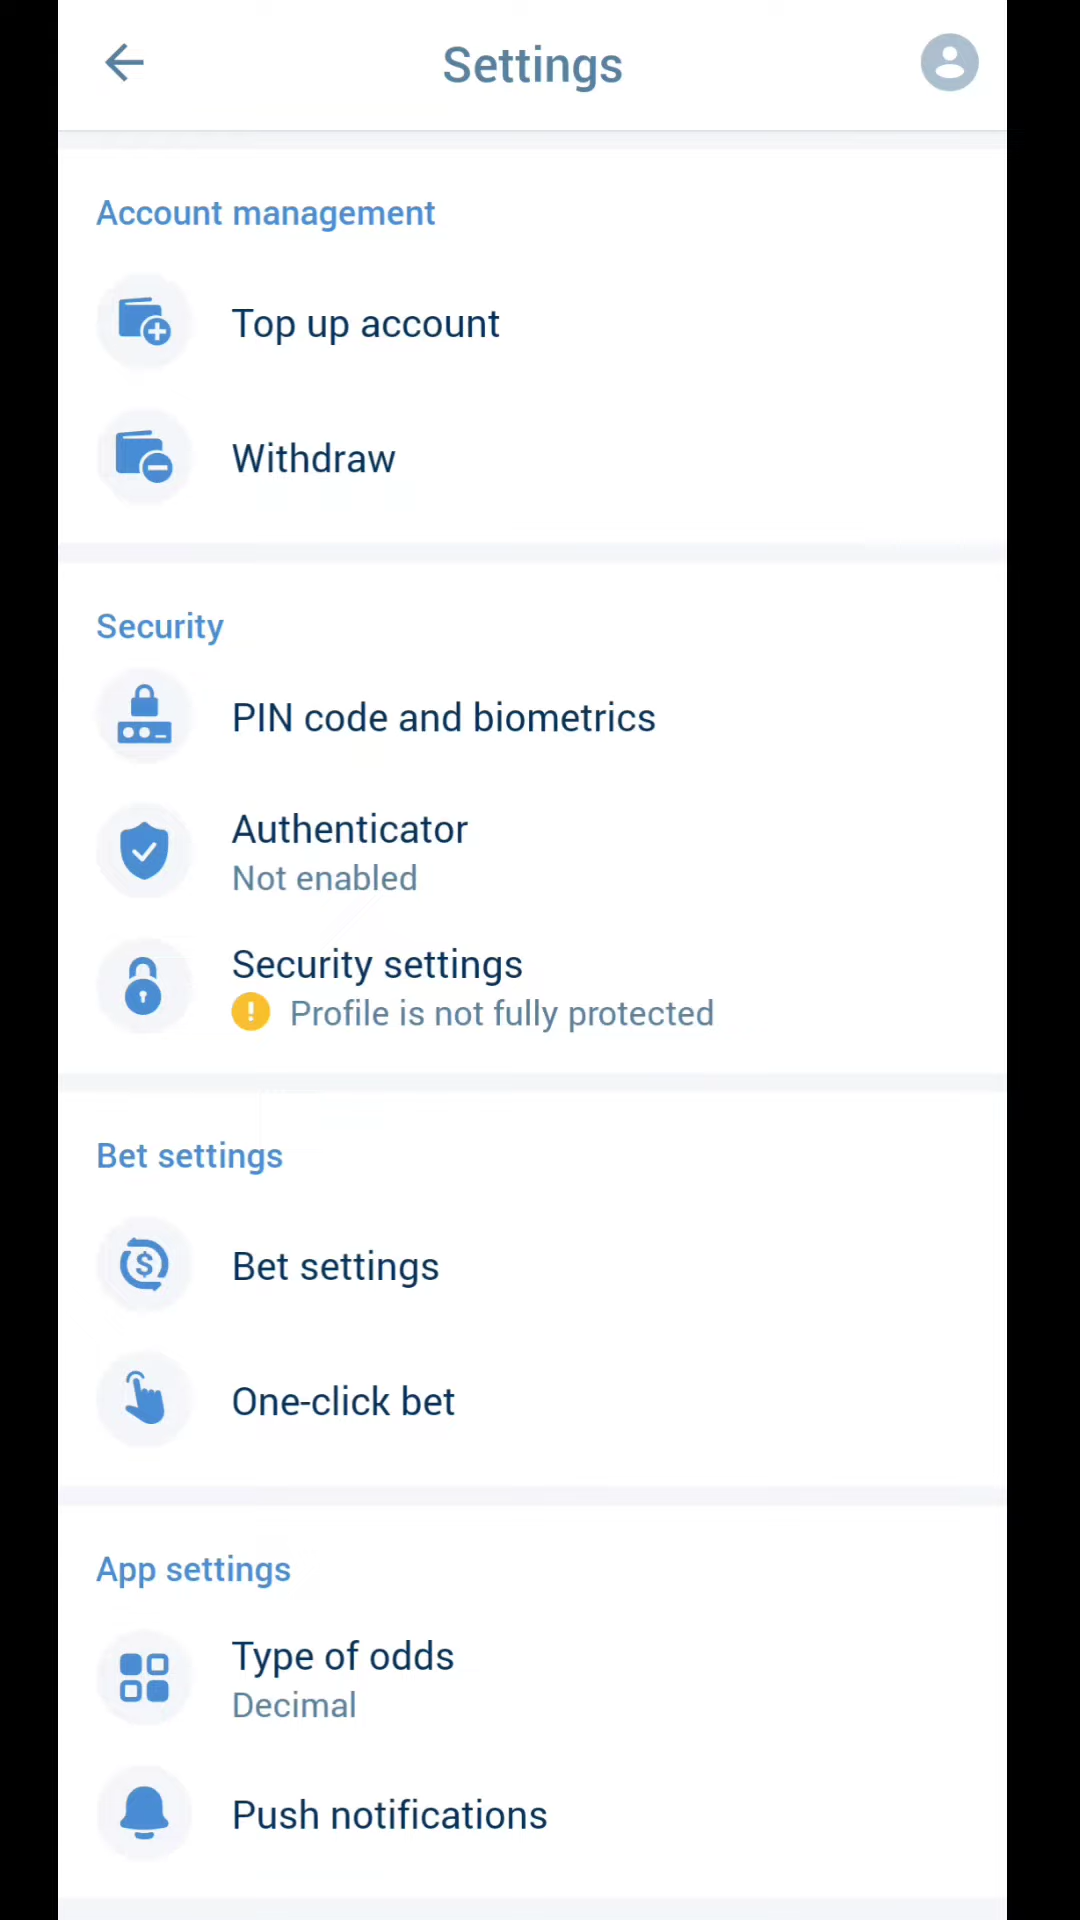 Settings
Account management
Top up account
Withdraw
Security
PIN code and biometrics
Authenticator
Not enabled
Security settings
Profile is not fully protected
Bet settings
Bet settings
One-click bet
App settings
Type of odds
Decimal
Push notifications